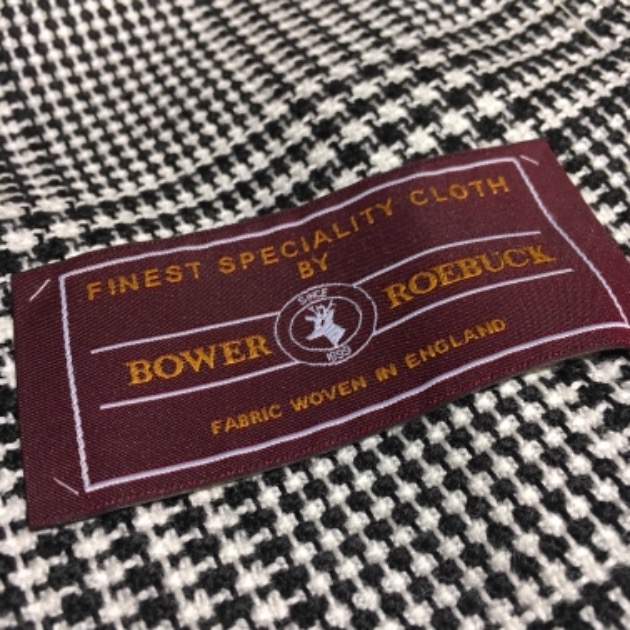 FINEST SPECIALITY CLOTH
BY
BOWER ROEBUCK
SINCE
1899
FABRIC WOVEN IN ENGLAND